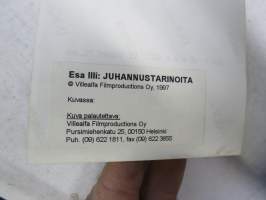 Esa Illi: JUHANNUSTARINOITA
© Villealfa Filmproductions Oy, 1997
Kuvassa:
Kuva palautettava:
Villealfa Filmproductions Oy
Pursimiehenkatu 25, 00150 Helsinki
Puh. (09) 622 1811, fax (09) 622 3855